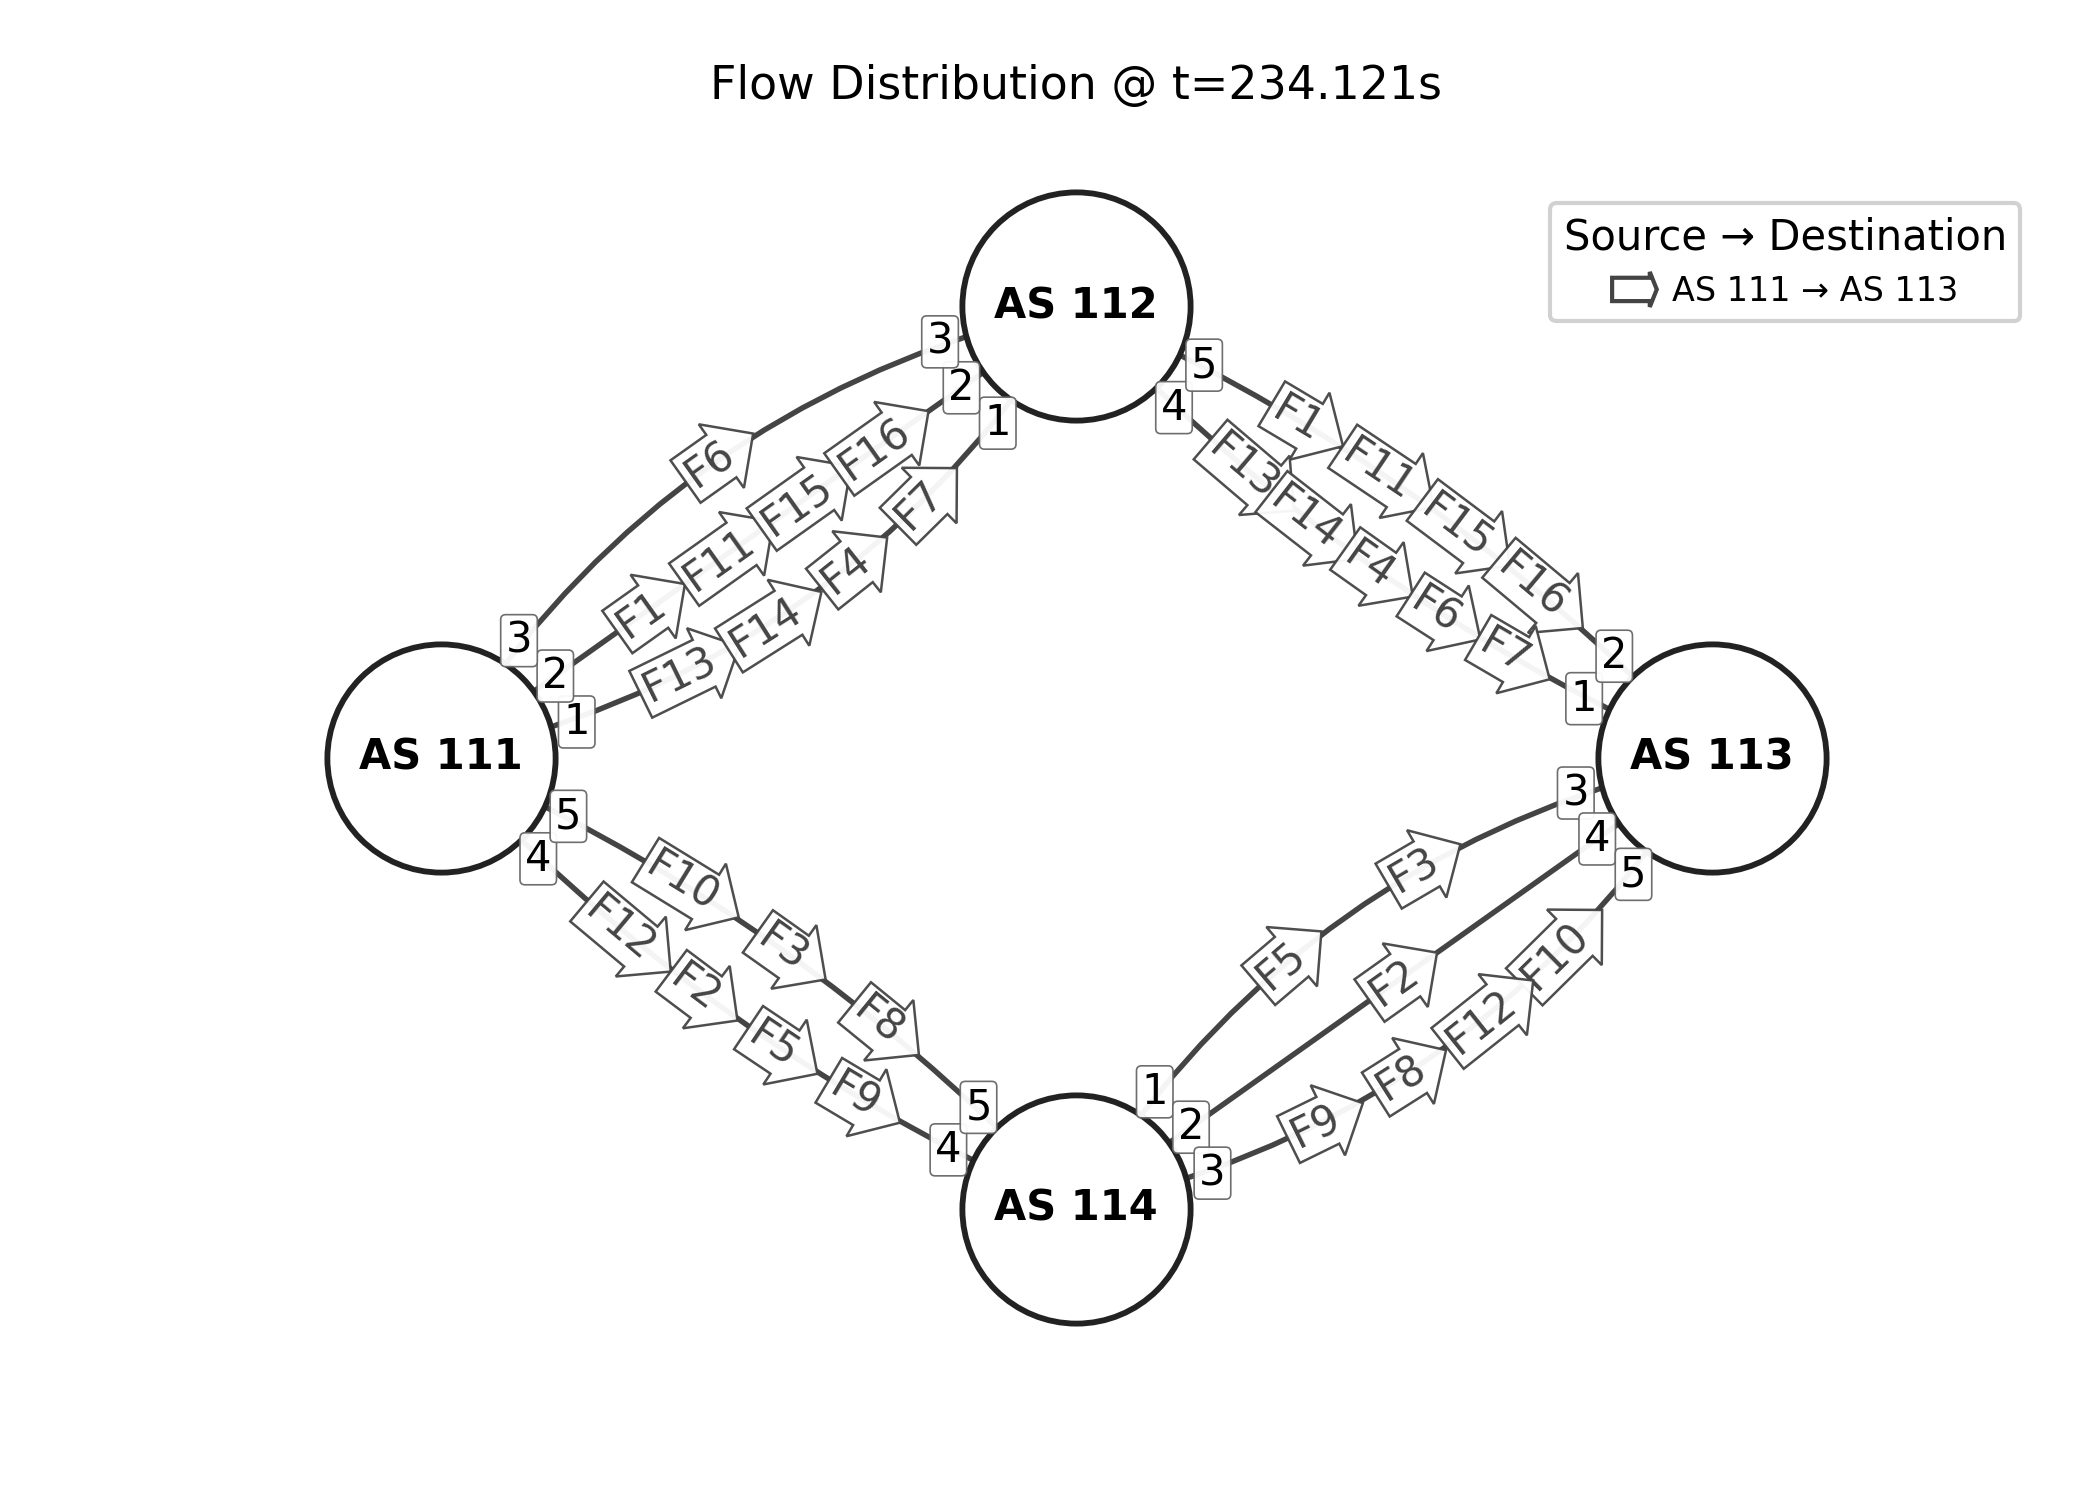 Flow Distribution @ t=234.121s
Source → Destination
AS 111 → AS 113
AS 112
3
2
1
5
4
F6
F1
F11
F15
F16
F13
F14
F4
F7
F1
F11
F15
F16
F13
F14
F4
F6
F7
3
2
1
2
1
AS 111
AS 113
5
4
3
4
5
F10
F3
F8
F12
F2
F5
F9
F5
F3
F2
F9
F8
F12
F10
5
4
1
2
3
AS 114